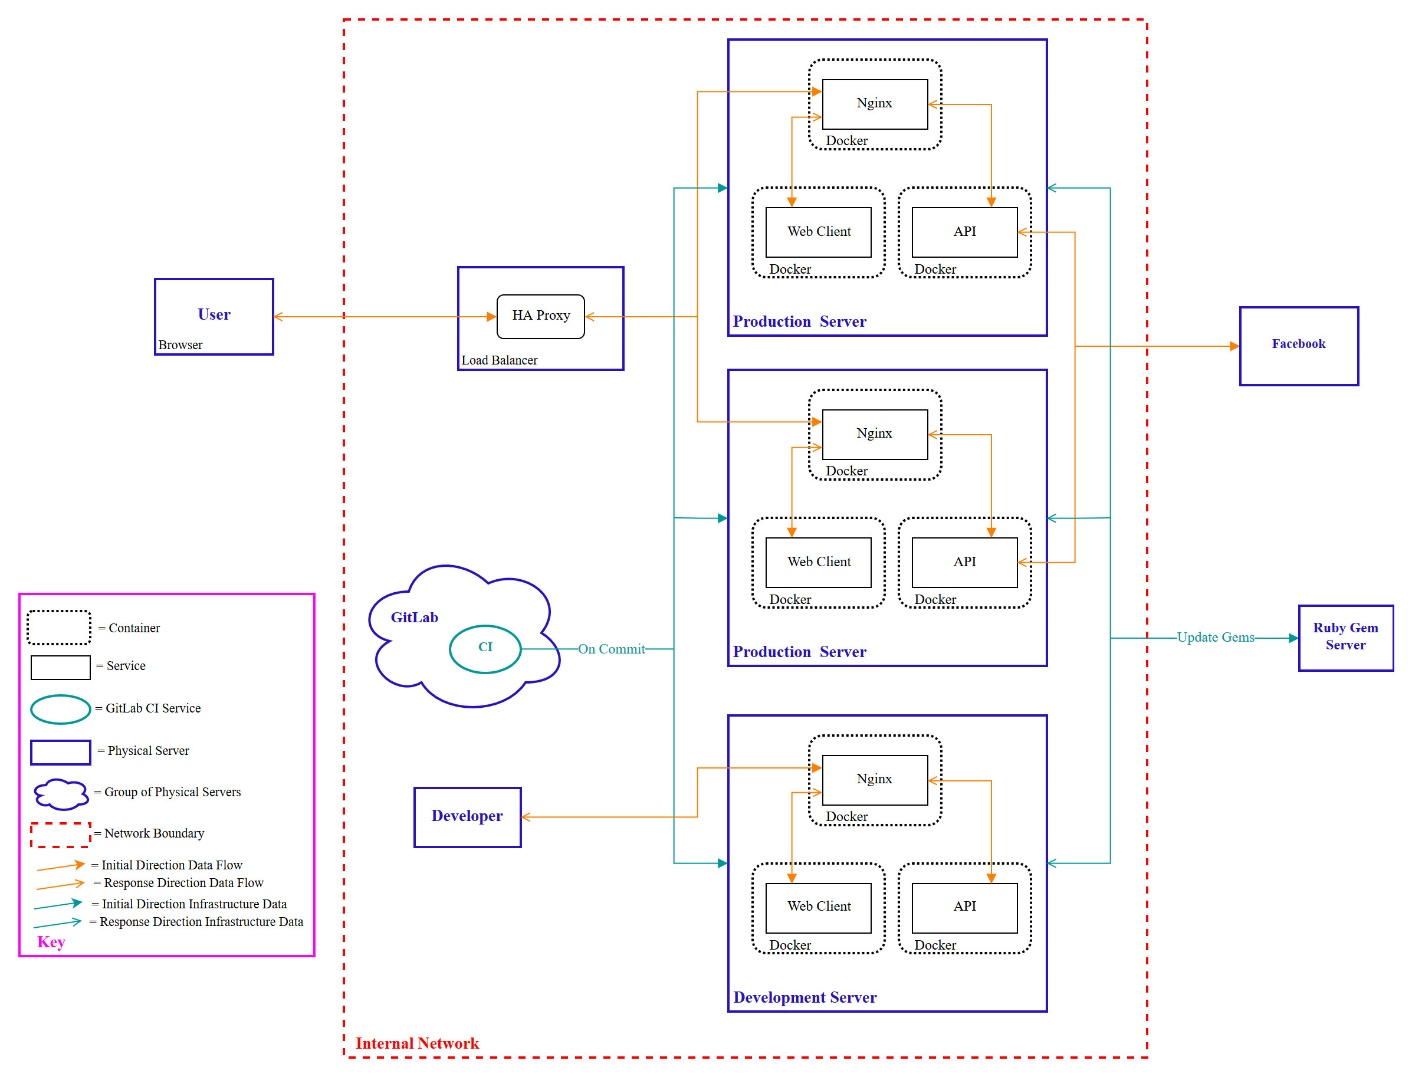 Nginx
Docker
Web Client
Docker
API
Docker
Production  Server
User
Browser
HA Proxy
Load Balancer
Facebook
Nginx
Docker
Web Client
Docker
API
Docker
Production  Server
GitLab
CI
On Commit
Update Gems
Ruby Gem
Server
Nginx
Docker
Web Client
Docker
API
Docker
Development Server
Developer
= Container
= Service
= GitLab CI Service
= Physical Server
= Group of Physical Servers
= Network Boundary
= Initial Direction Data Flow
= Response Direction Data Flow
= Initial Direction Infrastructure Data
= Response Direction Infrastructure Data
Key
Internal Network